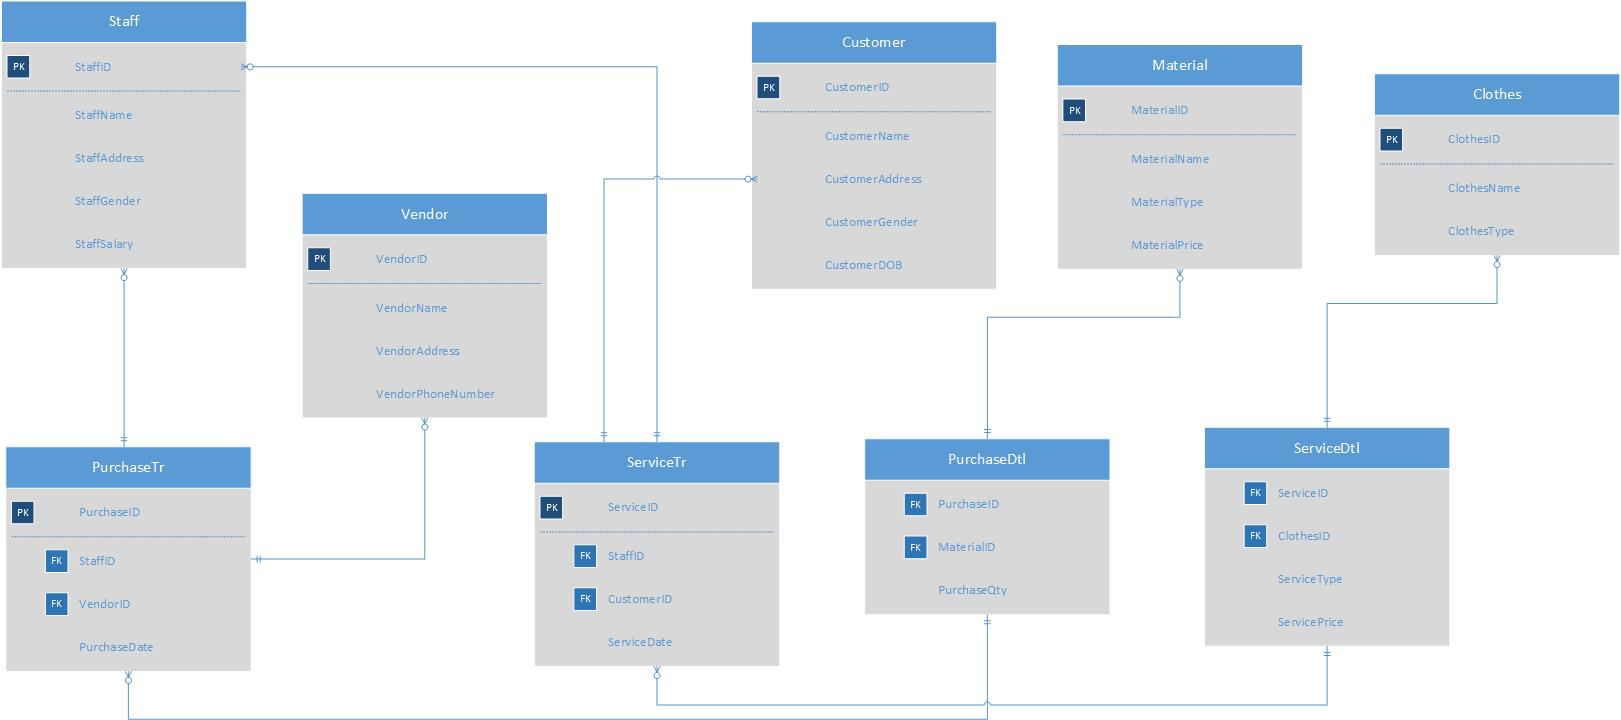 Staff
PK StaffID
StaffName
StaffAddress
StaffGender
StaffSalary
Vendor
PK VendorID
VendorName
VendorAddress
VendorPhoneNumber
Customer
PK CustomerID
CustomerName
CustomerAddress
CustomerGender
CustomerDOB
Material
PK MaterialID
MaterialName
MaterialType
MaterialPrice
Clothes
PK ClothesID
ClothesName
ClothesType
PurchaseTr
PK PurchaseID
FK StaffID
FK VendorID
PurchaseDate
ServiceTr
PK ServiceID
FK StaffID
FK CustomerID
ServiceDate
PurchaseDtl
FK PurchaseID
FK MaterialID
PurchaseQty
ServiceDtl
FK ServiceID
FK ClothesID
ServiceType
ServicePrice